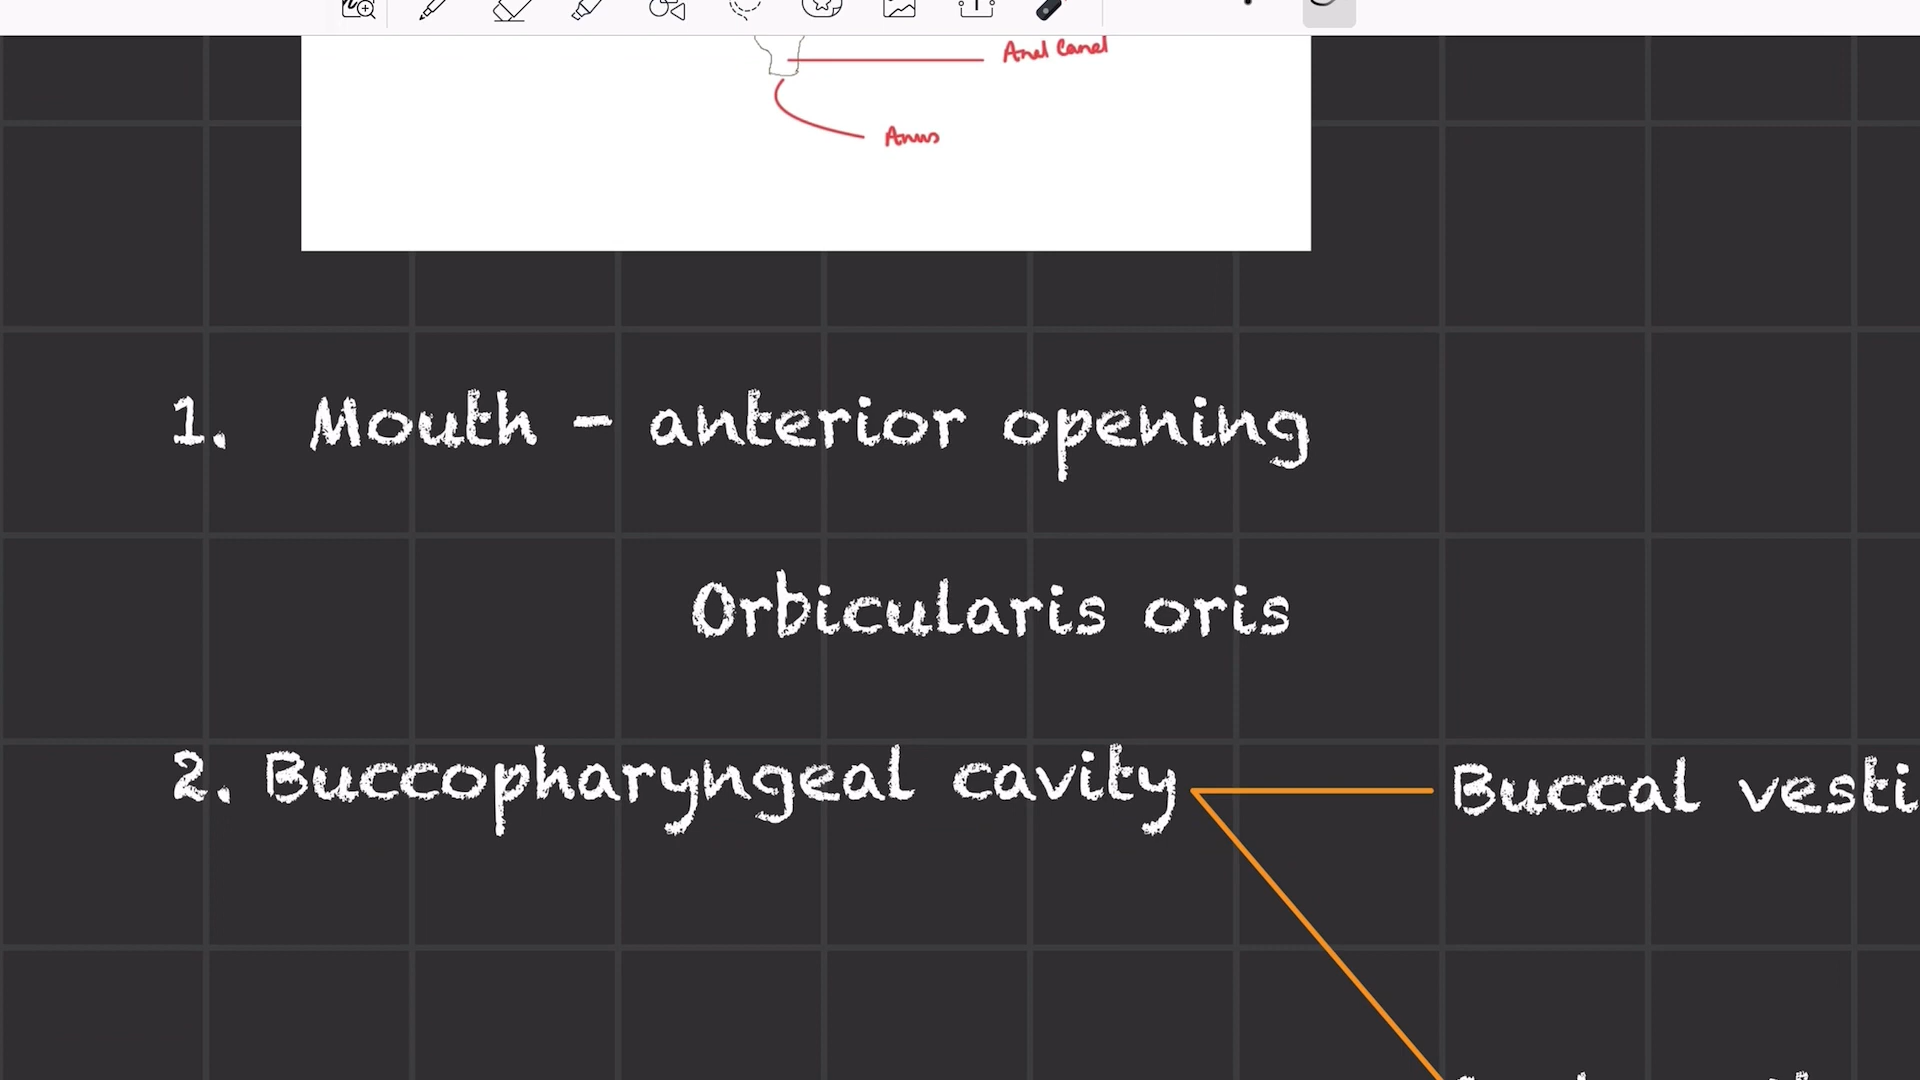 Anal Canal
Anus
1. Mouth - anterior opening
Orbicularis oris
2. Buccopharyngeal cavity
Buccal vesti